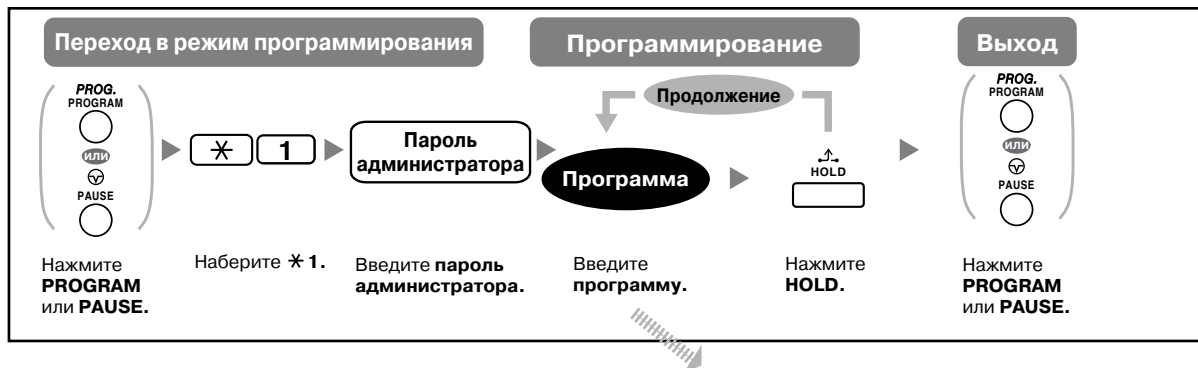 Переход в режим программирования
Программирование
Выход
PROG.
PROGRAM
или
PAUSE
✳ 1
Пароль
администратора
Продолжение
Программа
HOLD
PROG.
PROGRAM
или
PAUSE
Нажмите
PROGRAM
или PAUSE.
Наберите ✳ 1.
Введите пароль
администратора.
Введите
программу.
Нажмите
HOLD.
Нажмите
PROGRAM
или PAUSE.